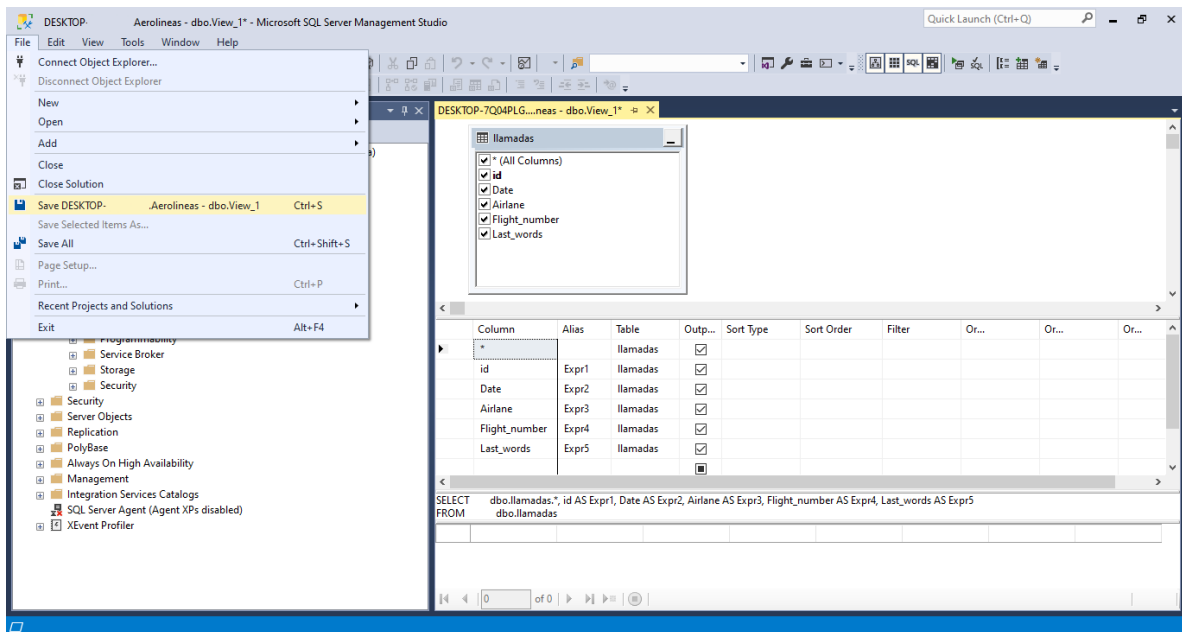 DESKTOP- Aerolineas - dbo.View_1* - Microsoft SQL Server Management Studio
Quick Launch (Ctrl+Q)
File Edit View Tools Window Help
Connect Object Explorer...
Disconnect Object Explorer
New
Open
Add
Close
Close Solution
Save DESKTOP- .Aerolineas - dbo.View_1 Ctrl+S
Save Selected Items As...
Save All Ctrl+Shift+S
Page Setup...
Print... Ctrl+P
Recent Projects and Solutions
Exit Alt+F4
Programmability
Service Broker
Storage
Security
Security
Server Objects
Replication
PolyBase
Always On High Availability
Management
Integration Services Catalogs
SQL Server Agent (Agent XPs disabled)
XEvent Profiler
SQL
DESKTOP-7Q04PLG....neas - dbo.View_1*
llamadas
* (All Columns)
id
Date
Airlane
Flight_number
Last_words
Column Alias Table Outp... Sort Type Sort Order Filter Or... Or... Or...
* llamadas
id Expr1 llamadas
Date Expr2 llamadas
Airlane Expr3 llamadas
Flight_number Expr4 llamadas
Last_words Expr5 llamadas
SELECT dbo.llamadas.*, id AS Expr1, Date AS Expr2, Airlane AS Expr3, Flight_number AS Expr4, Last_words AS Expr5
FROM dbo.llamadas
0 of 0